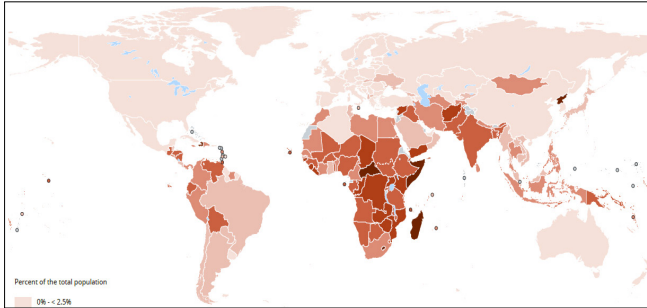 Percent of the total population
0% - < 2.5%